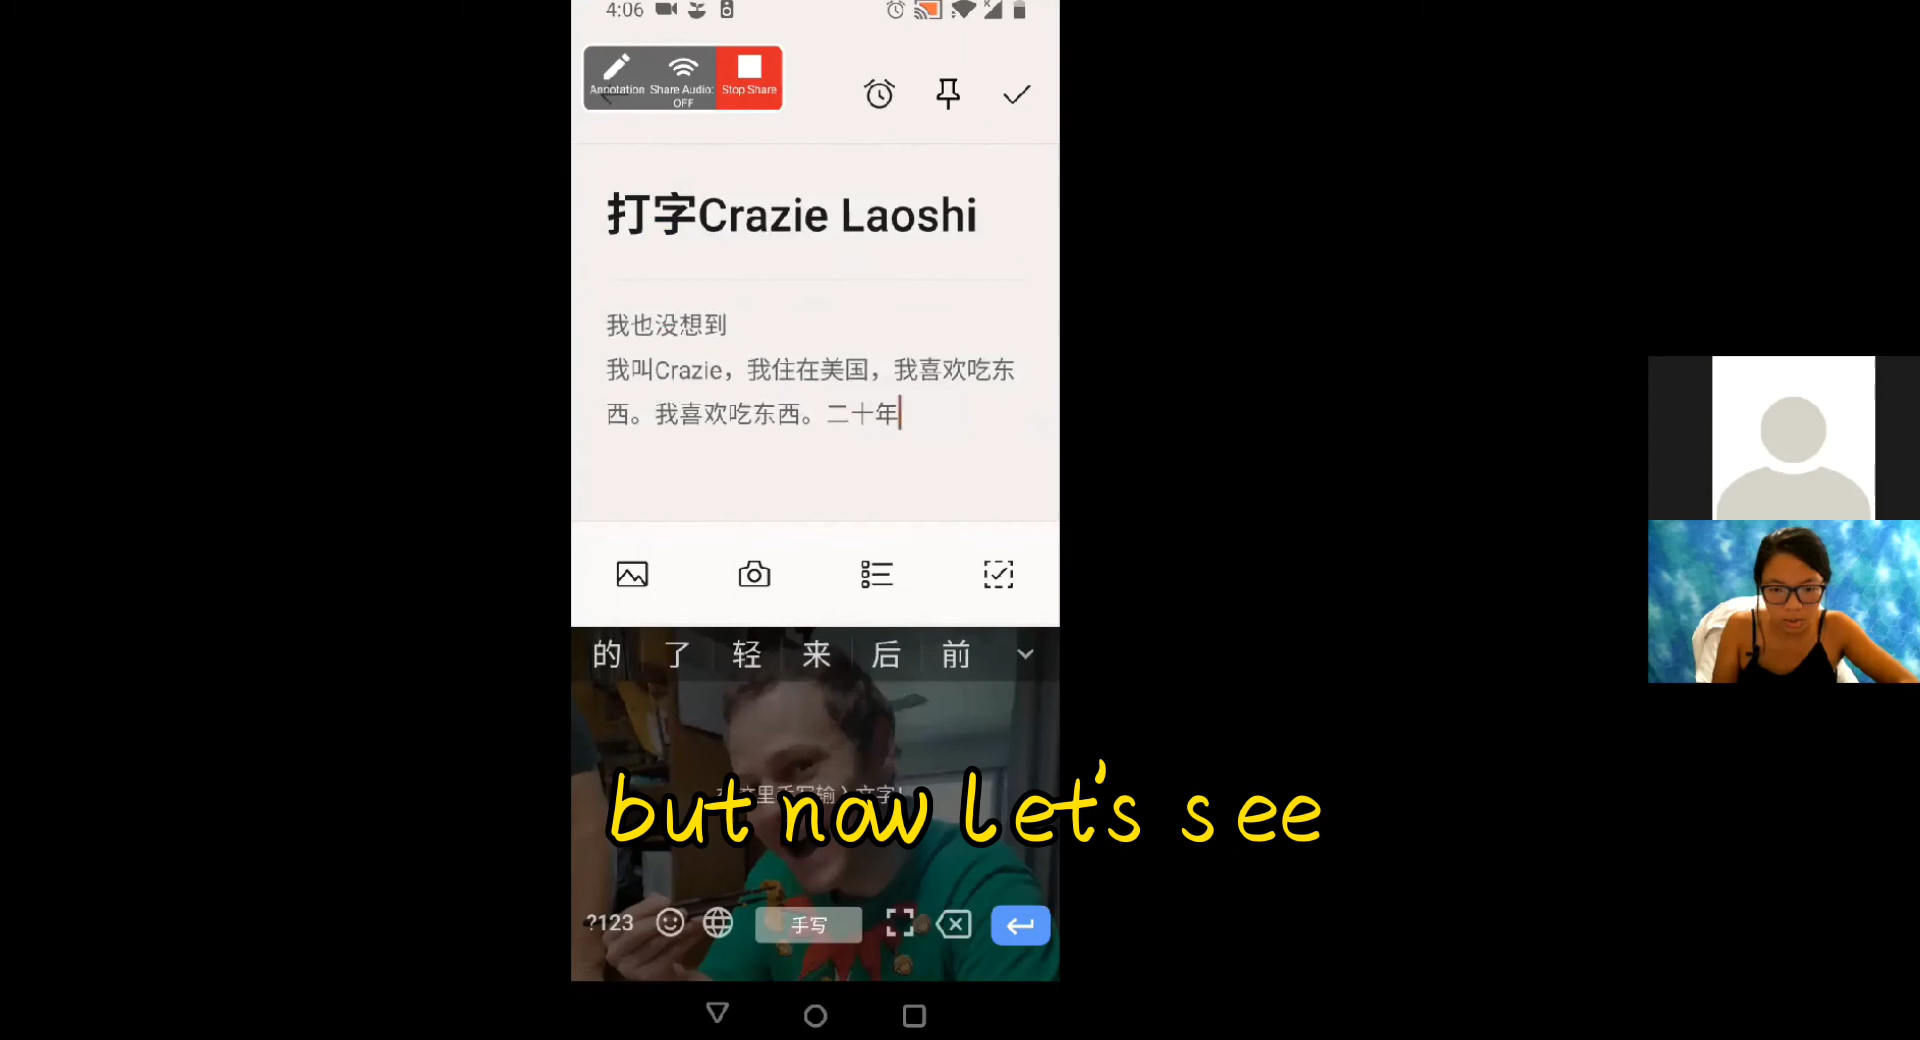 4:06
Annotation
Share Audio: OFF
Stop Share
打字Crazie Laoshi
我也没想到
我叫Crazie，我住在美国，我喜欢吃东
西。我喜欢吃东西。二十年
的 了 轻 来 后 前
but now let's see
?123
手写